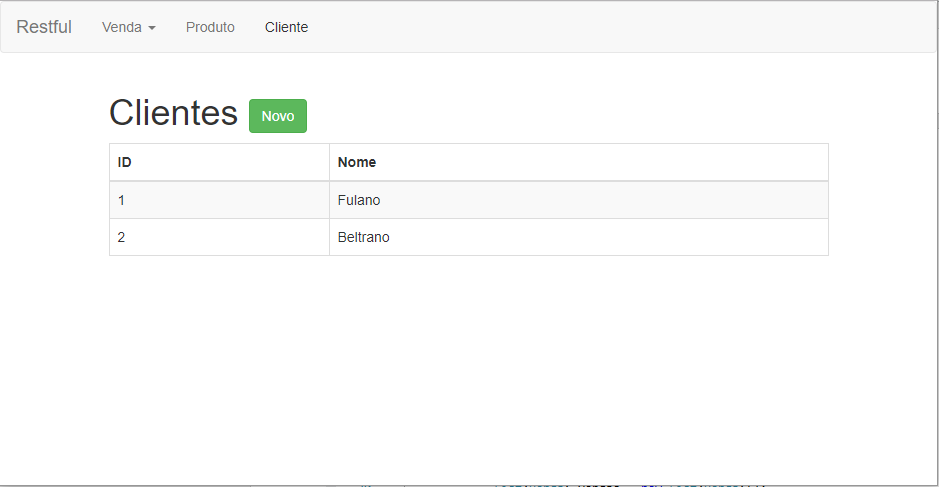 Restful Venda Produto Cliente
Clientes Novo
ID Nome
1 Fulano
2 Beltrano